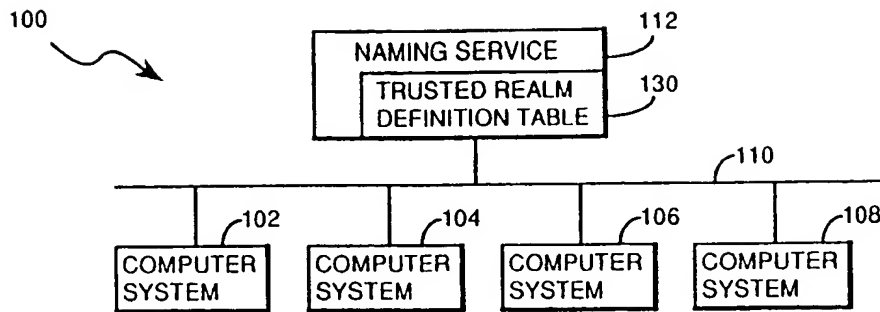 100
112
NAMING SERVICE
TRUSTED REALM
DEFINITION TABLE
130
110
102
104
106
108
COMPUTER
SYSTEM
COMPUTER
SYSTEM
COMPUTER
SYSTEM
COMPUTER
SYSTEM